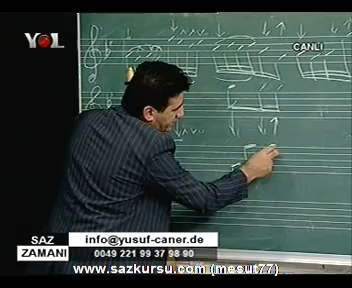 YOL
CANLI
SAZ
ZAMANI
info@yusuf-caner.de
0049 221 99 37 98 90
www.sazkursu.com (mesut77)